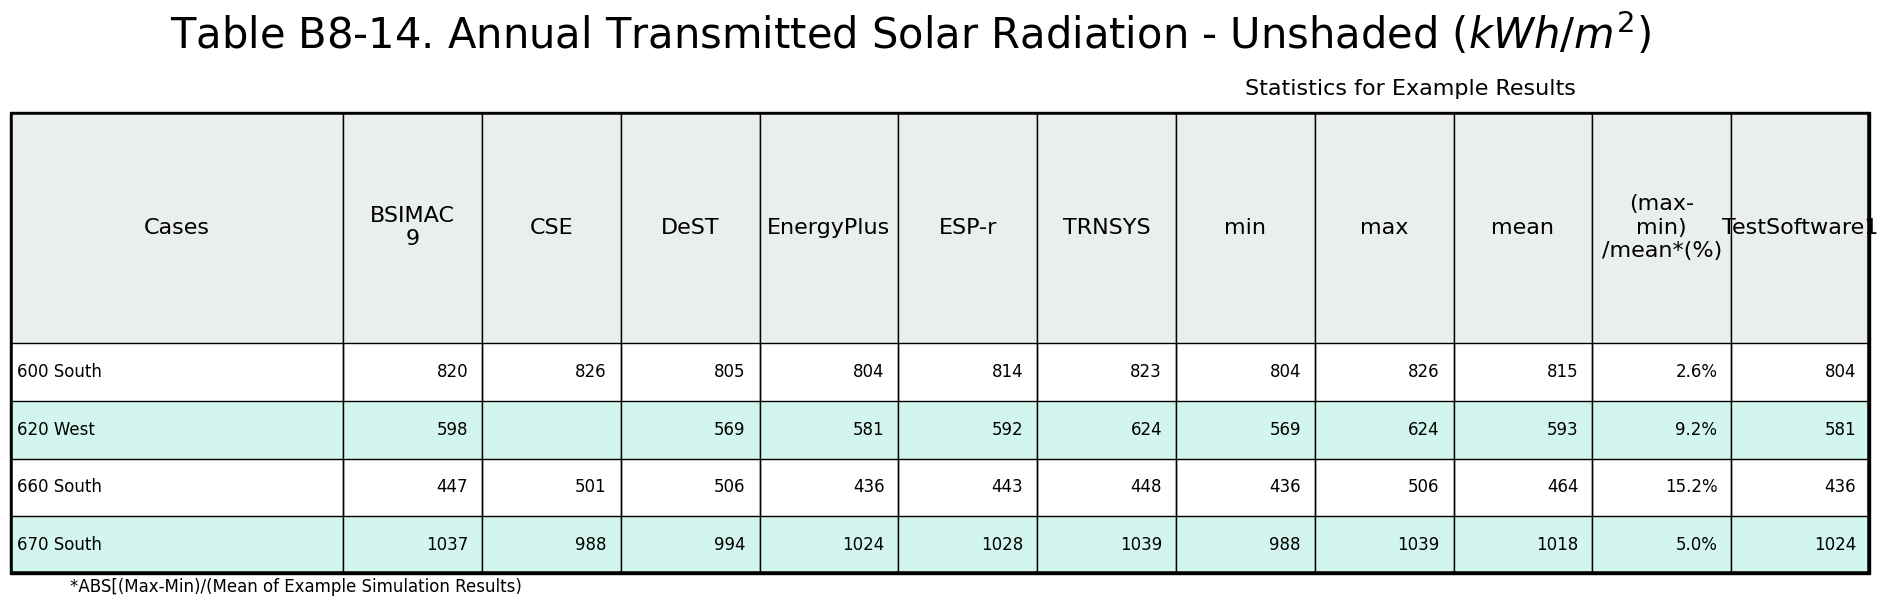 Table B8-14. Annual Transmitted Solar Radiation - Unshaded (kWh/m²)
Statistics for Example Results
Cases BSIMAC 9 CSE DeST EnergyPlus ESP-r TRNSYS min max mean (max-min) /mean*(%) TestSoftware1
600 South 820 826 805 804 814 823 804 826 815 2.6% 804
620 West 598 569 581 592 624 569 624 593 9.2% 581
660 South 447 501 506 436 443 448 436 506 464 15.2% 436
670 South 1037 988 994 1024 1028 1039 988 1039 1018 5.0% 1024
*ABS[(Max-Min)/(Mean of Example Simulation Results)